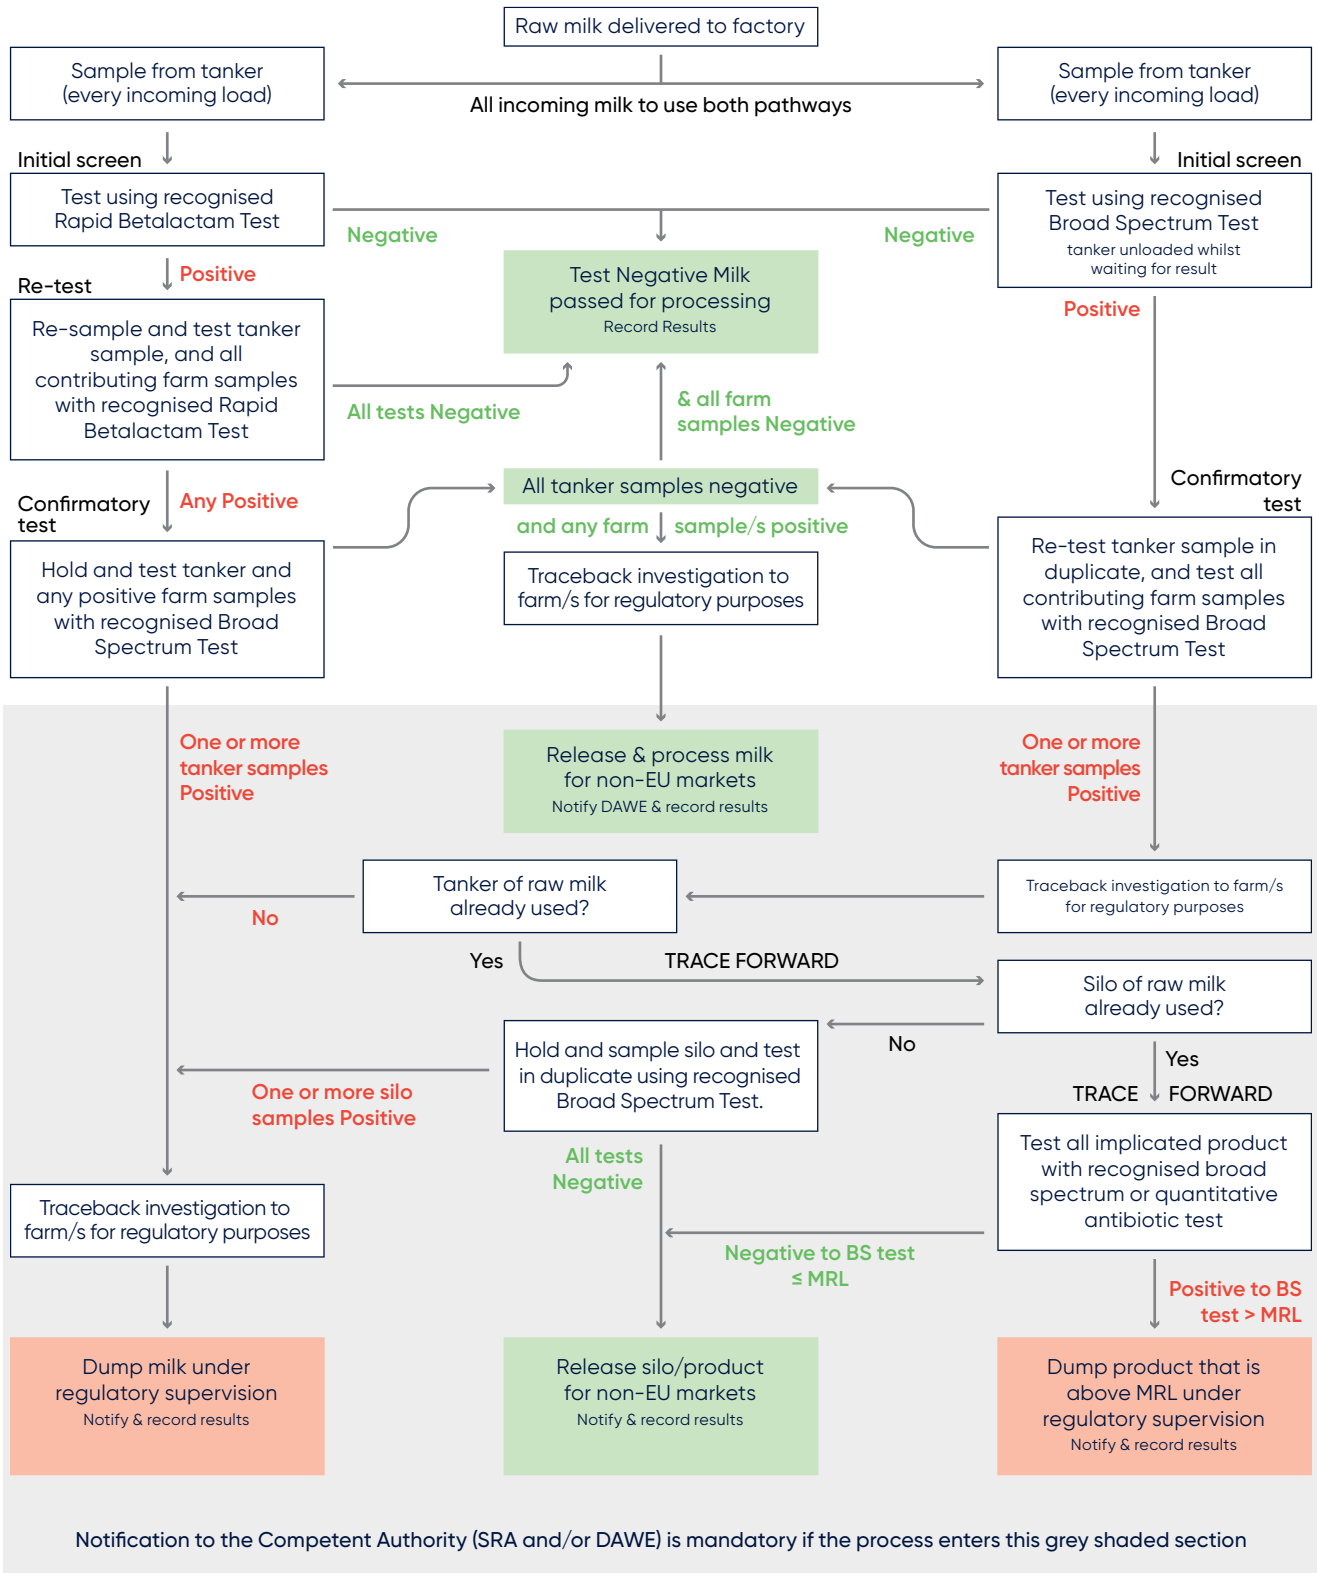 Raw milk delivered to factory
Sample from tanker
(every incoming load)
All incoming milk to use both pathways
Sample from tanker
(every incoming load)
Initial screen
Initial screen
Test using recognised
Rapid Betalactam Test
Negative
Negative
Test using recognised
Broad Spectrum Test
tanker unloaded whilst
waiting for result
Positive
Positive
Test Negative Milk
passed for processing
Record Results
Re-test
Re-sample and test tanker
sample, and all
contributing farm samples
with recognised Rapid
Betalactam Test
All tests Negative
& all farm
samples Negative
Any Positive
Confirmatory
test
Confirmatory
test
All tanker samples negative
and any farm sample/s positive
Hold and test tanker and
any positive farm samples
with recognised Broad
Spectrum Test
Traceback investigation to
farm/s for regulatory purposes
Re-test tanker sample in
duplicate, and test all
contributing farm samples
with recognised Broad
Spectrum Test
One or more
tanker samples
Positive
Release & process milk
for non-EU markets
Notify DAWE & record results
One or more
tanker samples
Positive
Tanker of raw milk
already used?
Traceback investigation to farm/s
for regulatory purposes
No
Yes
TRACE FORWARD
Silo of raw milk
already used?
No
Yes
TRACE FORWARD
Hold and sample silo and test
in duplicate using recognised
Broad Spectrum Test.
One or more silo
samples Positive
All tests
Negative
Test all implicated product
with recognised broad
spectrum or quantitative
antibiotic test
Traceback investigation to
farm/s for regulatory purposes
Negative to BS test
≤ MRL
Positive to BS
test > MRL
Dump milk under
regulatory supervision
Notify & record results
Release silo/product
for non-EU markets
Notify & record results
Dump product that is
above MRL under
regulatory supervision
Notify & record results
Notification to the Competent Authority (SRA and/or DAWE) is mandatory if the process enters this grey shaded section